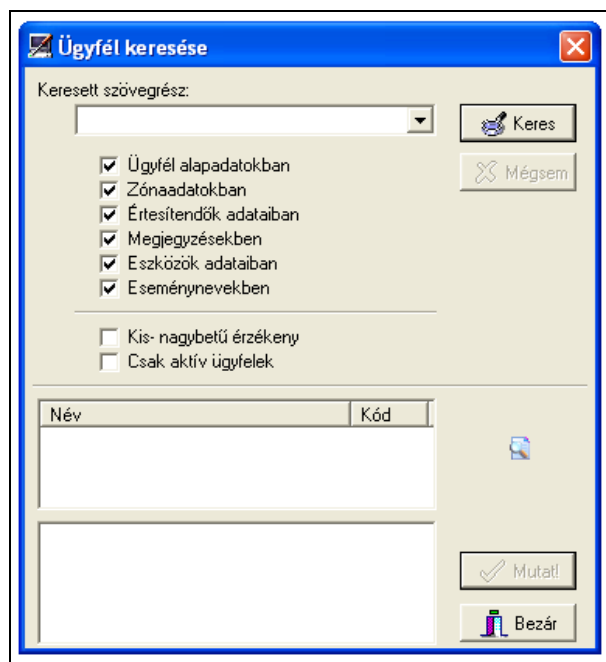 Ügyfél keresése
Keresett szövegrész:
Keres
Mégsem
Ügyfél alapadatokban
Zónaadatokban
Értesítendők adataiban
Megjegyzésekben
Eszközök adataiban
Eseménynevekben
Kis- nagybetű érzékeny
Csak aktív ügyfelek
Név Kód
Mutat!
Bezár